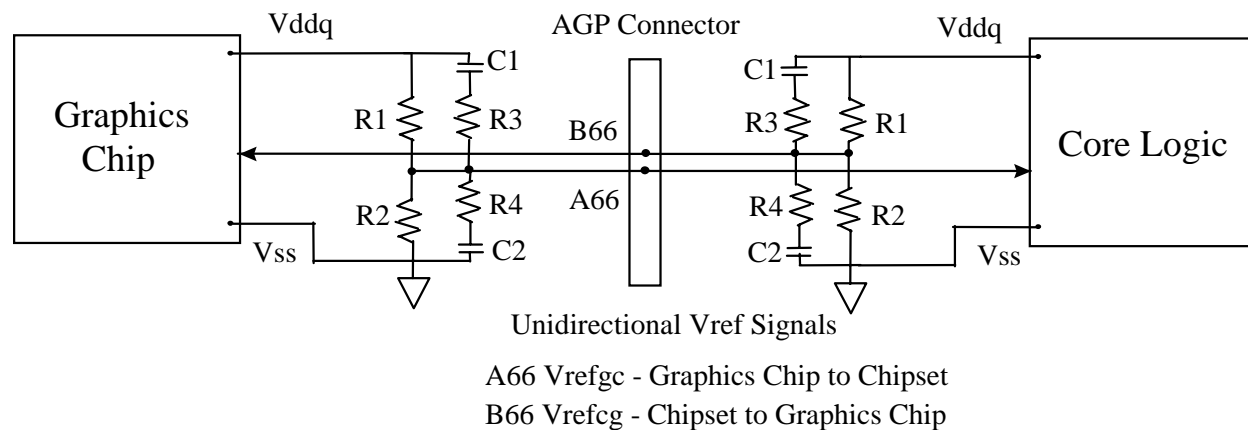 Vddq
AGP Connector
Vddq
Graphics
Chip
C1
R1
R3
B66
A66
R2
R4
C2
Vss
C1
R3
R1
R4
R2
C2
Vss
Core Logic
Unidirectional Vref Signals
A66 Vrefgc - Graphics Chip to Chipset
B66 Vrefcg - Chipset to Graphics Chip